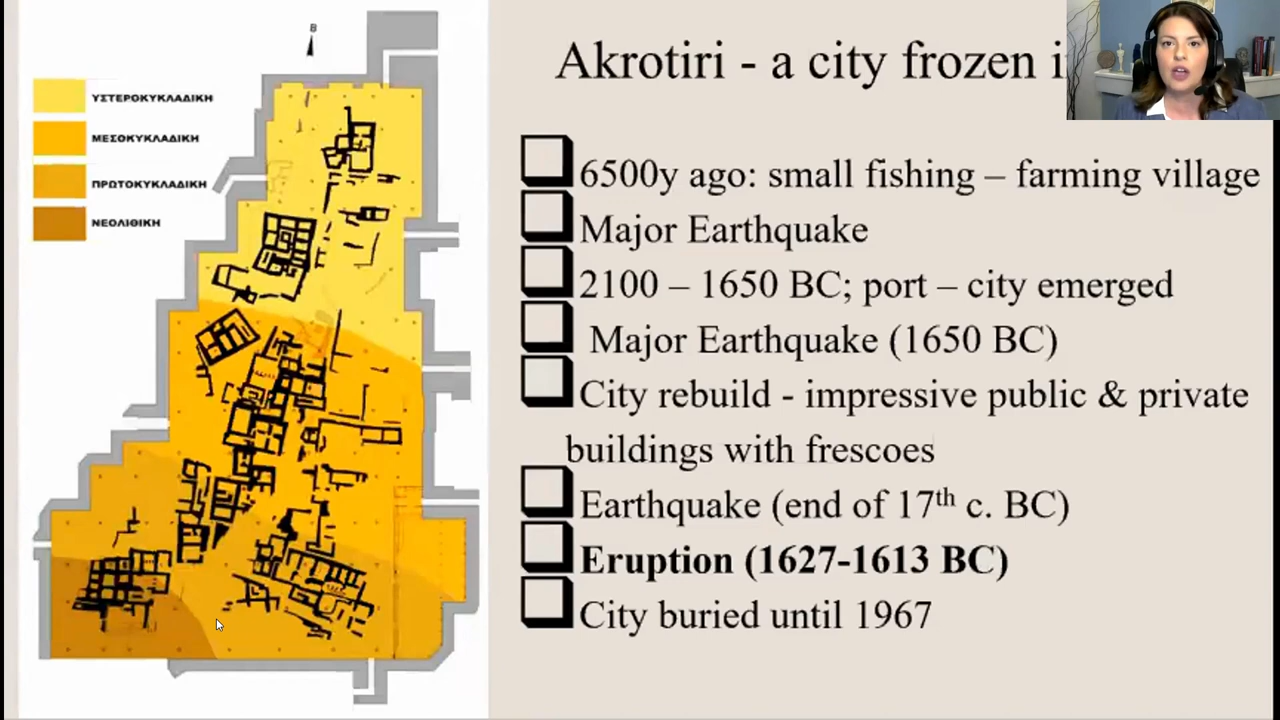 B
ΥΣΤΕΡΟΚΥΚΛΑΔΙΚΗ
ΜΕΣΟΚΥΚΛΑΔΙΚΗ
ΠΡΩΤΟΚΥΚΛΑΔΙΚΗ
ΝΕΟΛΙΘΙΚΗ
Akrotiri - a city frozen
6500y ago: small fishing – farming village
Major Earthquake
2100 – 1650 BC; port – city emerged
Major Earthquake (1650 BC)
City rebuild - impressive public & private
buildings with frescoes
Earthquake (end of 17th c. BC)
Eruption (1627-1613 BC)
City buried until 1967